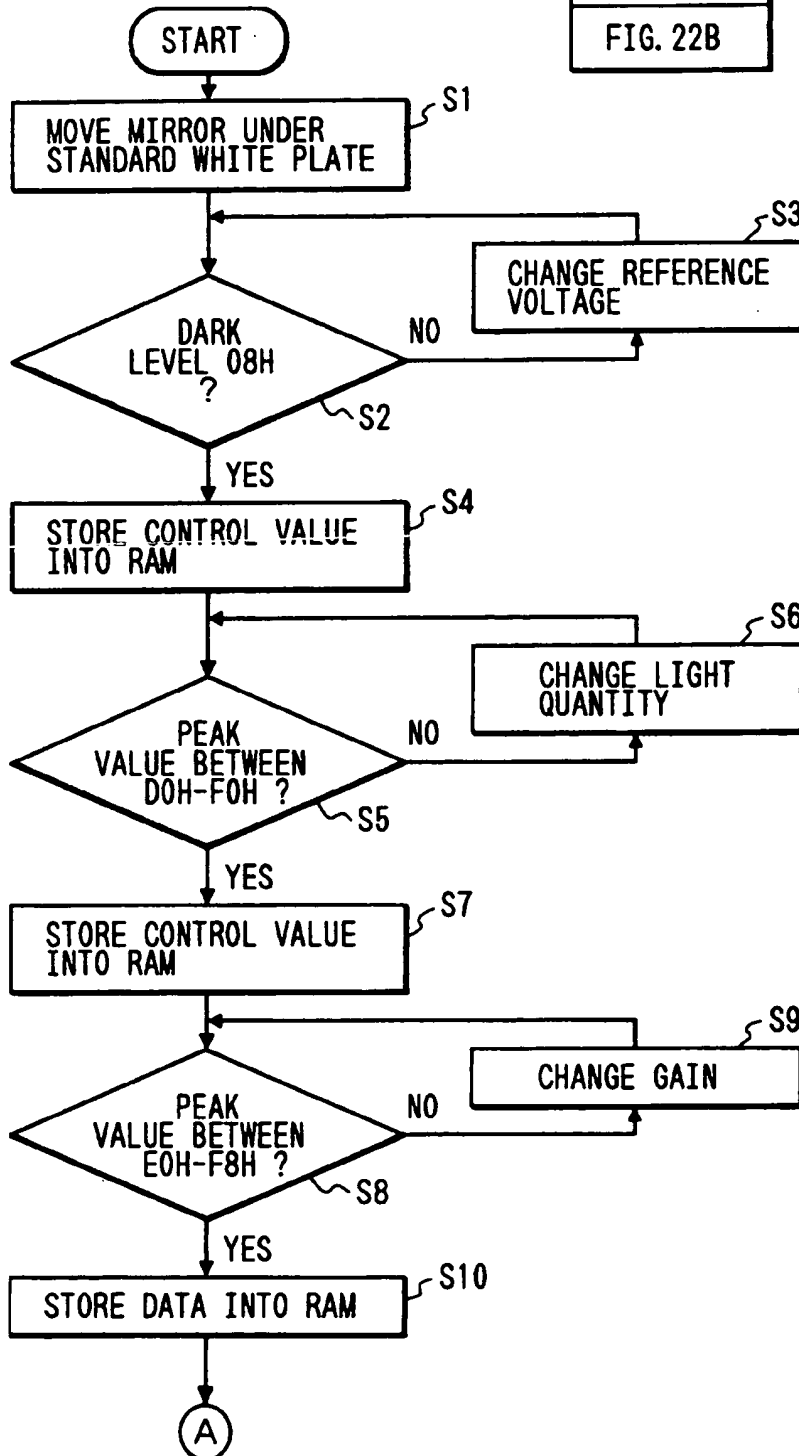 START
FIG. 22B
S1
MOVE MIRROR UNDER
STANDARD WHITE PLATE
S3
CHANGE REFERENCE
VOLTAGE
DARK
LEVEL 08H
?
NO
S2
YES
S4
STORE CONTROL VALUE
INTO RAM
S6
CHANGE LIGHT
QUANTITY
PEAK
VALUE BETWEEN
D0H-F0H ?
NO
S5
YES
S7
STORE CONTROL VALUE
INTO RAM
S9
CHANGE GAIN
PEAK
VALUE BETWEEN
E0H-F8H ?
NO
S8
YES
S10
STORE DATA INTO RAM
A